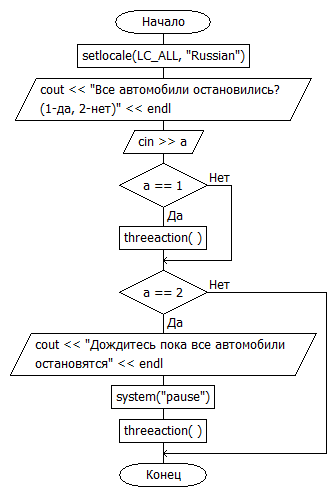 Начало
setlocale(LC_ALL, "Russian")
cout << "Все автомобили остановились?
(1-да, 2-нет)" << endl
cin >> a
a == 1
Нет
Да
threeaction( )
a == 2
Нет
Да
cout << "Дождитесь пока все автомобили
остановятся" << endl
system("pause")
threeaction( )
Конец